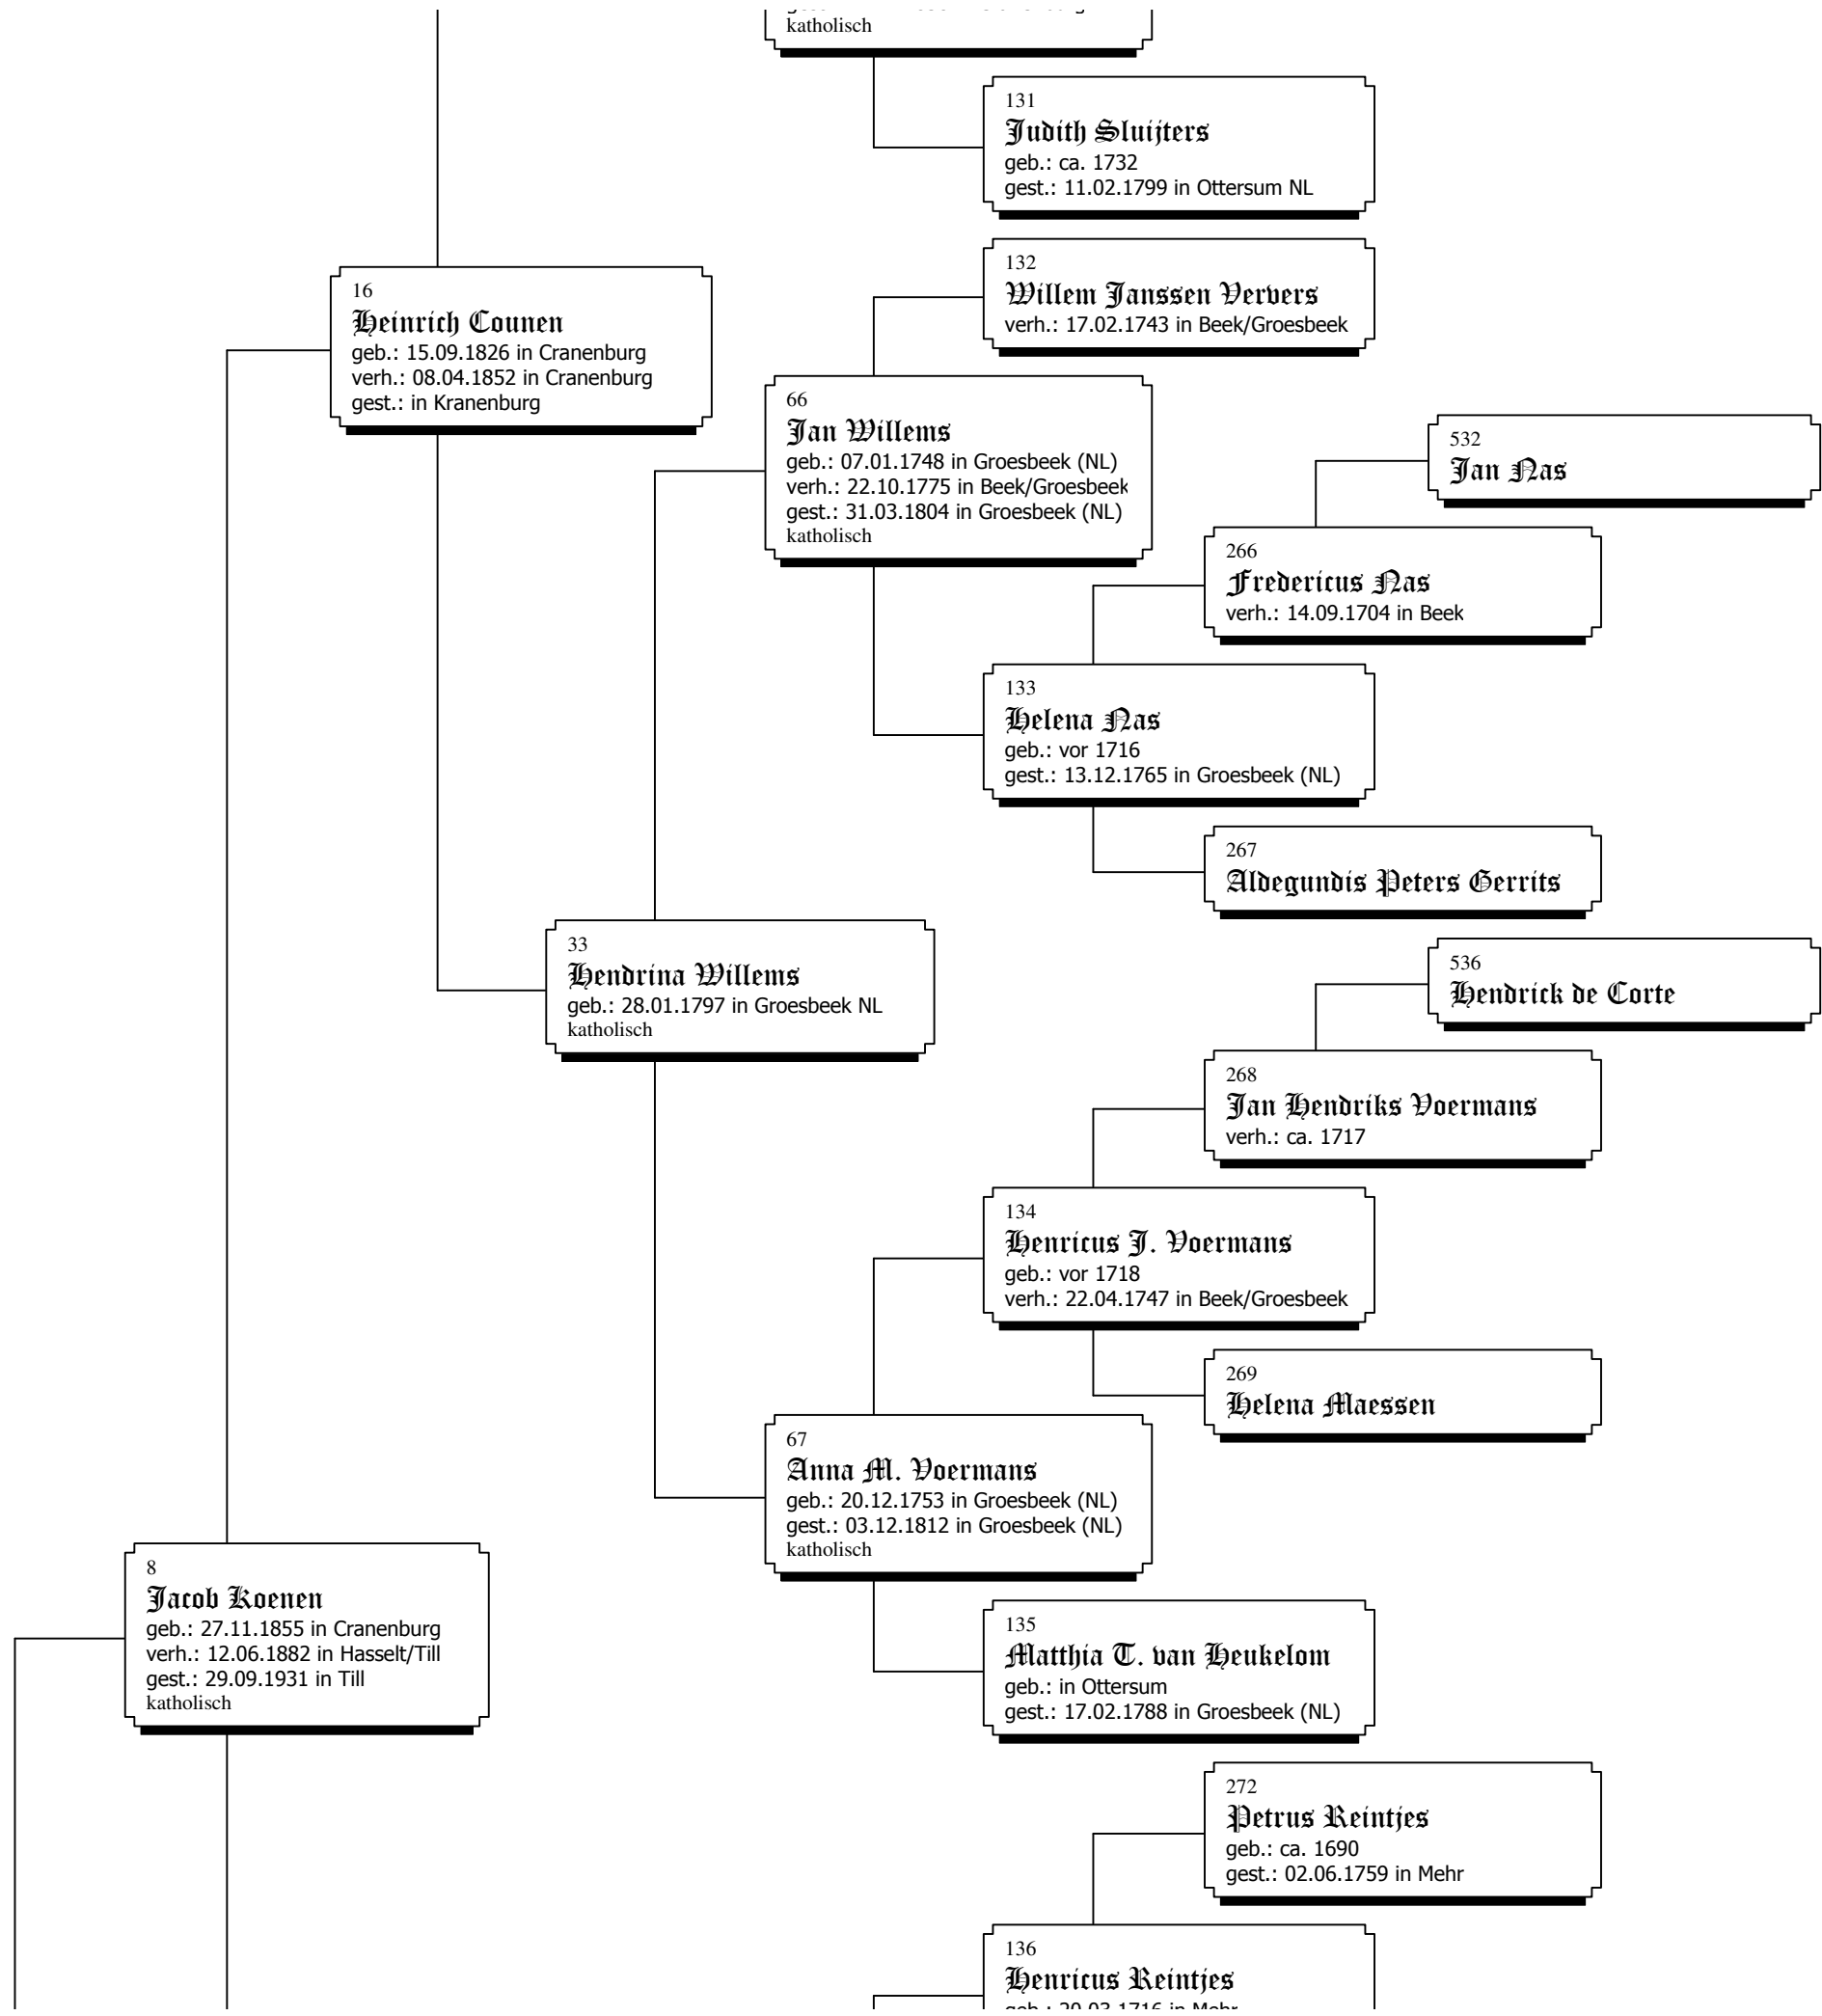 katholisch
131
Judith Sluijters
geb.: ca. 1732
gest.: 11.02.1799 in Ottersum NL
132
Willem Janssen Ververs
verh.: 17.02.1743 in Beek/Groesbeek
16
Heinrich Counen
geb.: 15.09.1826 in Cranenburg
verh.: 08.04.1852 in Cranenburg
gest.: in Kranenburg
66
Jan Willems
geb.: 07.01.1748 in Groesbeek (NL)
verh.: 22.10.1775 in Beek/Groesbeek
gest.: 31.03.1804 in Groesbeek (NL)
katholisch
532
Jan Nas
266
Fredericus Nas
verh.: 14.09.1704 in Beek
133
Helena Nas
geb.: vor 1716
gest.: 13.12.1765 in Groesbeek (NL)
267
Aldegundis Peters Gerrits
33
Hendrina Willems
geb.: 28.01.1797 in Groesbeek NL
katholisch
536
Hendrick de Corte
268
Jan Hendriks Voermans
verh.: ca. 1717
134
Henricus J. Voermans
geb.: vor 1718
verh.: 22.04.1747 in Beek/Groesbeek
269
Helena Maessen
67
Anna M. Voermans
geb.: 20.12.1753 in Groesbeek (NL)
gest.: 03.12.1812 in Groesbeek (NL)
katholisch
8
Jacob Koenen
geb.: 27.11.1855 in Cranenburg
verh.: 12.06.1882 in Hasselt/Till
gest.: 29.09.1931 in Till
katholisch
135
Matthia T. van Heukelom
geb.: in Ottersum
gest.: 17.02.1788 in Groesbeek (NL)
272
Petrus Reintjes
geb.: ca. 1690
gest.: 02.06.1759 in Mehr
136
Henricus Reintjes
geb.: 20.03.1716 in Mehr